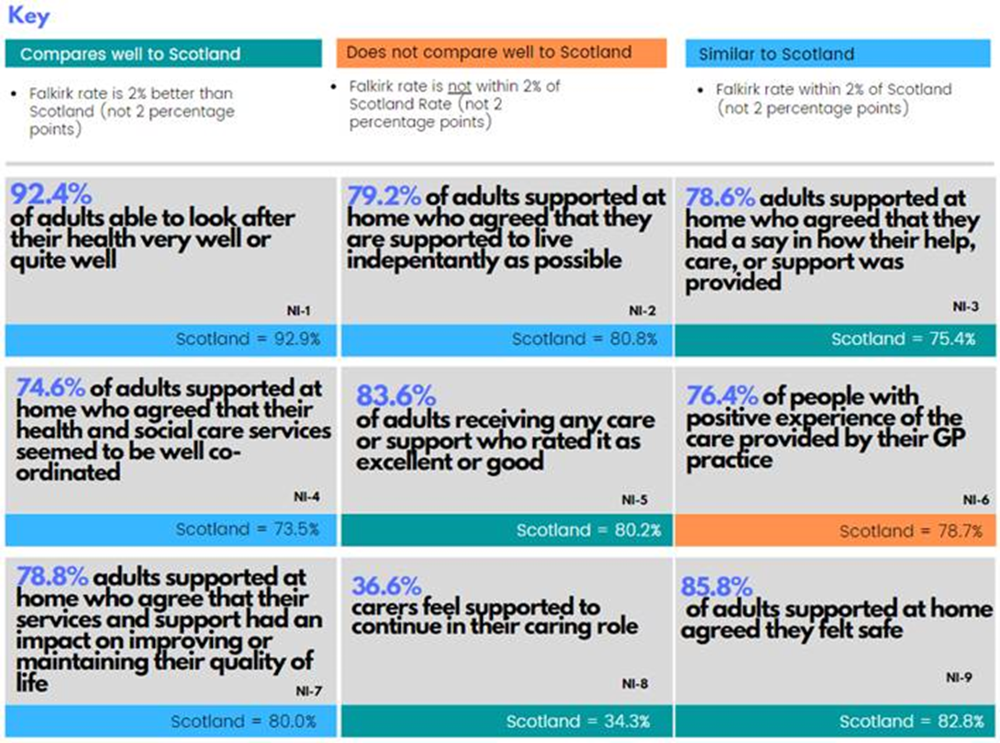 Key
Compares well to Scotland
• Falkirk rate is 2% better than
Scotland (not 2 percentage
points)
Does not compare well to Scotland
• Falkirk rate is not within 2% of
Scotland Rate (not 2
percentage points)
Similar to Scotland
• Falkirk rate within 2% of Scotland
(not 2 percentage points)
92.4%
of adults able to look after
their health very well or
quite well
NI-1
Scotland = 92.9%
79.2% of adults supported at
home who agreed that they
are supported to live
indepentantly as possible
NI-2
Scotland = 80.8%
78.6% adults supported at
home who agreed that they
had a say in how their help,
care, or support was
provided
NI-3
Scotland = 75.4%
74.6% of adults supported at
home who agreed that their
health and social care services
seemed to be well co-
ordinated
NI-4
Scotland = 73.5%
83.6%
of adults receiving any care
or support who rated it as
excellent or good
NI-5
Scotland = 80.2%
76.4% of people with
positive experience of the
care provided by their GP
practice
NI-6
Scotland = 78.7%
78.8% adults supported at
home who agree that their
services and support had an
impact on improving or
maintaining their quality of
life
NI-7
Scotland = 80.0%
36.6%
carers feel supported to
continue in their caring role
NI-8
Scotland = 34.3%
85.8%
of adults supported at home
agreed they felt safe
NI-9
Scotland = 82.8%